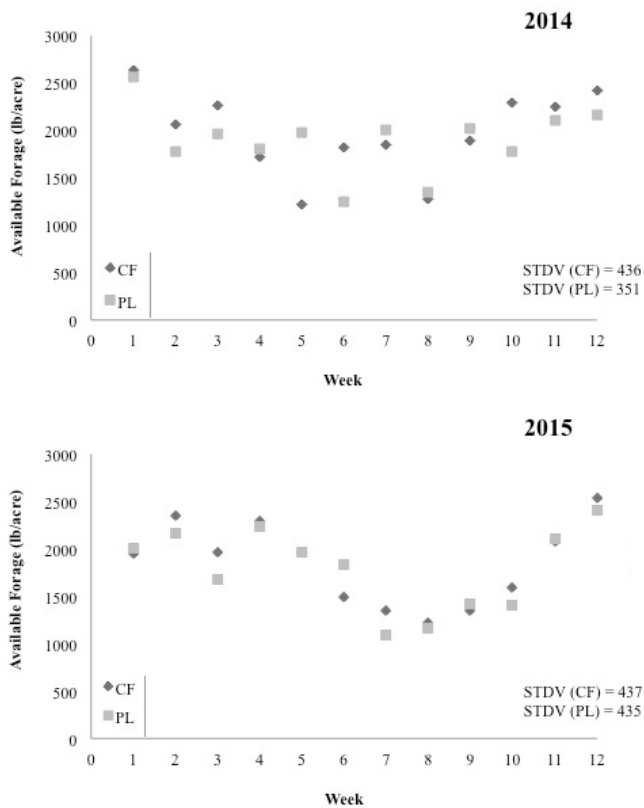 2014
3000
2500
2000
1500
1000
500
0
Available Forage (lb/acre)
CF
PL
STDV (CF) = 436
STDV (PL) = 351
0 1 2 3 4 5 6 7 8 9 10 11 12
Week
2015
3000
2500
2000
1500
1000
500
0
Available Forage (lb/acre)
CF
PL
STDV (CF) = 437
STDV (PL) = 435
0 1 2 3 4 5 6 7 8 9 10 11 12
Week